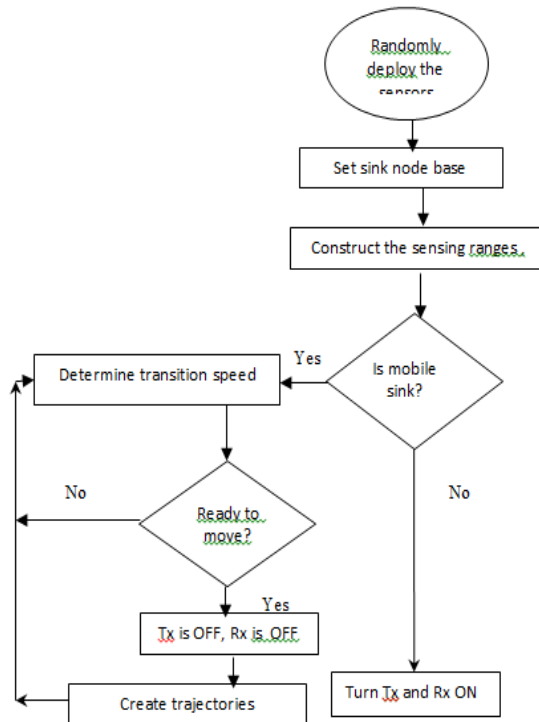 Randomly
deploy the
sensors
Set sink node base
Construct the sensing ranges.
Is mobile
sink?
Yes
Determine transition speed
No
No
Ready to
move?
Yes
Tx is OFF, Rx is OFF
Create trajectories
Turn Tx and Rx ON